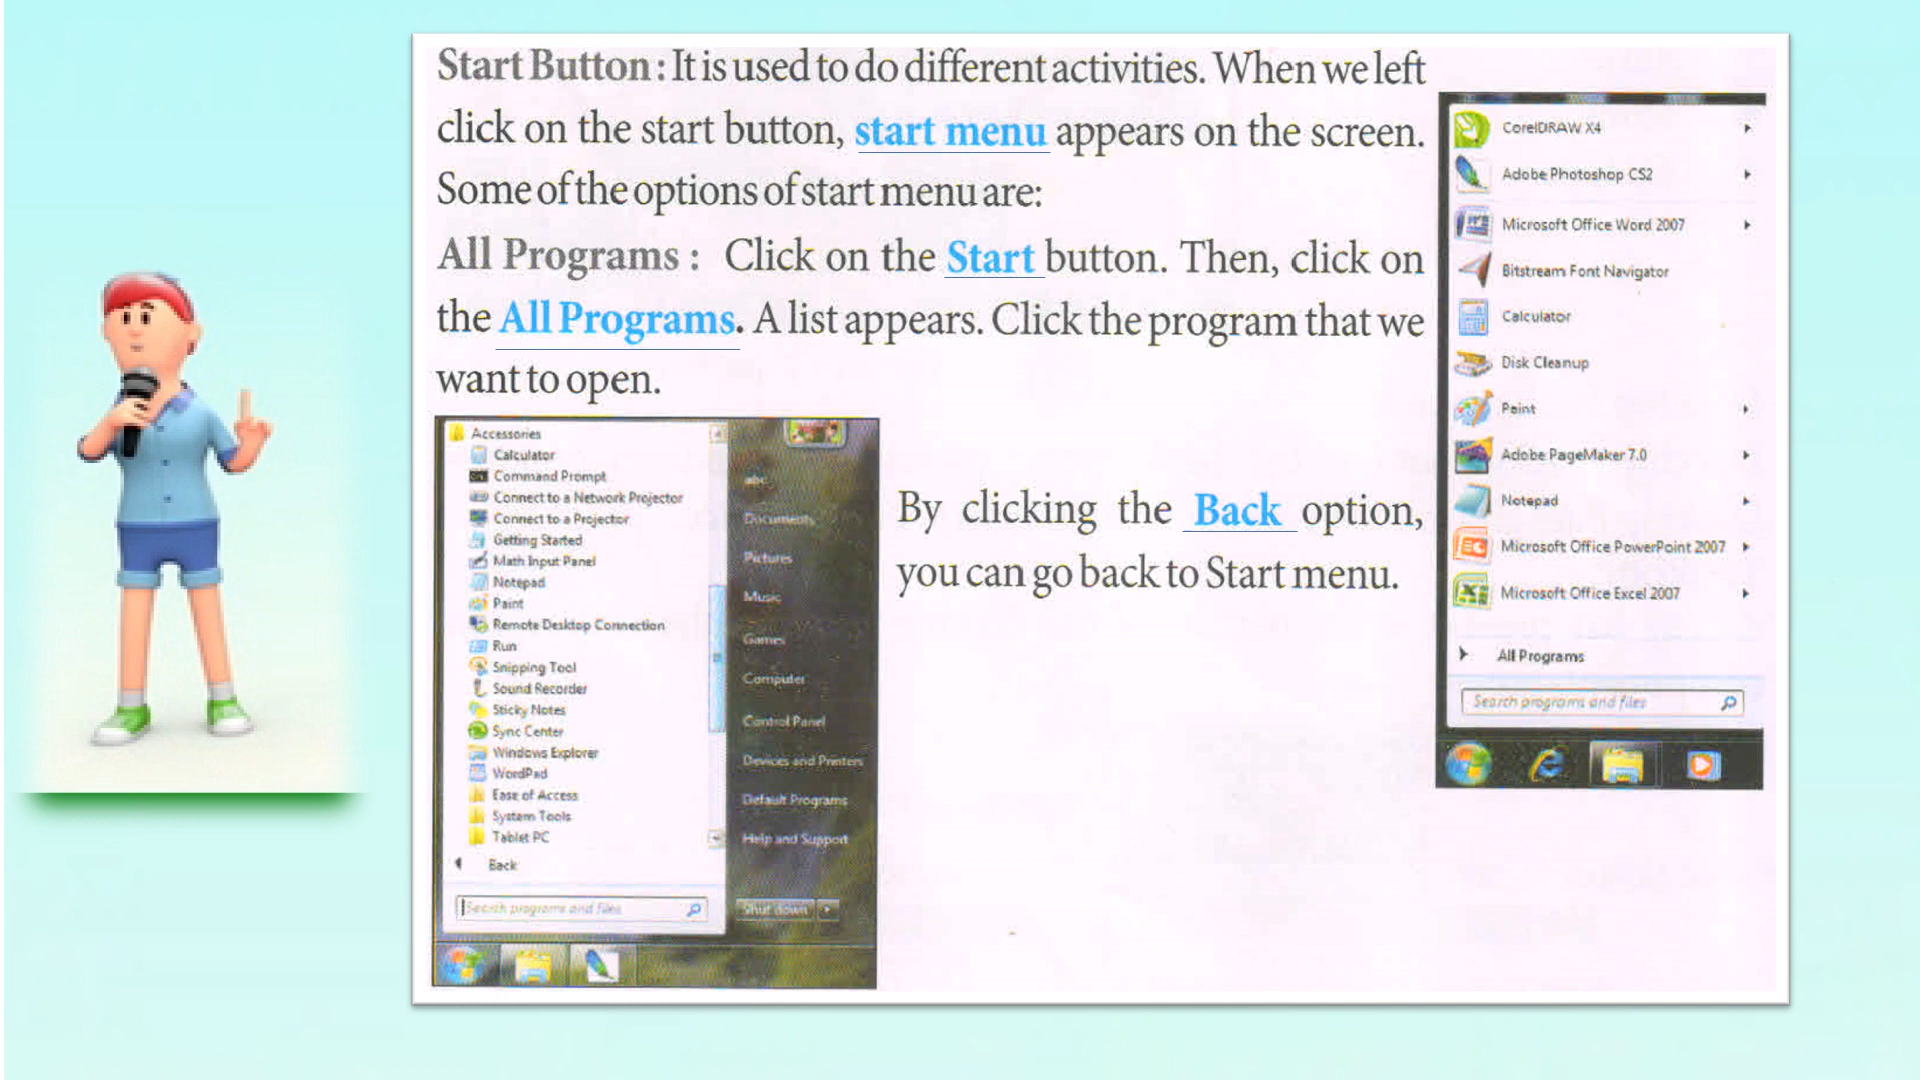 Start Button : It is used to do different activities. When we left
click on the start button, start menu appears on the screen.
Some of the options of start menu are:
All Programs : Click on the Start button. Then, click on
the All Programs. A list appears. Click the program that we
want to open.
Accessories
Calculator
Command Prompt
Connect to a Network Projector
Connect to a Projector
Getting Started
Math Input Panel
Notepad
Paint
Remote Desktop Connection
Run
Snipping Tool
Sound Recorder
Sticky Notes
Sync Center
Windows Explorer
WordPad
Ease of Access
System Tools
Tablet PC
Back
Search programs and files
abc
Documents
Pictures
Music
Games
Computer
Control Panel
Devices and Printers
Default Programs
Help and Support
Shut down
By clicking the Back option,
you can go back to Start menu.
CorelDRAW X4
Adobe Photoshop CS2
Microsoft Office Word 2007
Bitstream Font Navigator
Calculator
Disk Cleanup
Paint
Adobe PageMaker 7.0
Notepad
Microsoft Office PowerPoint 2007
Microsoft Office Excel 2007
All Programs
Search programs and files